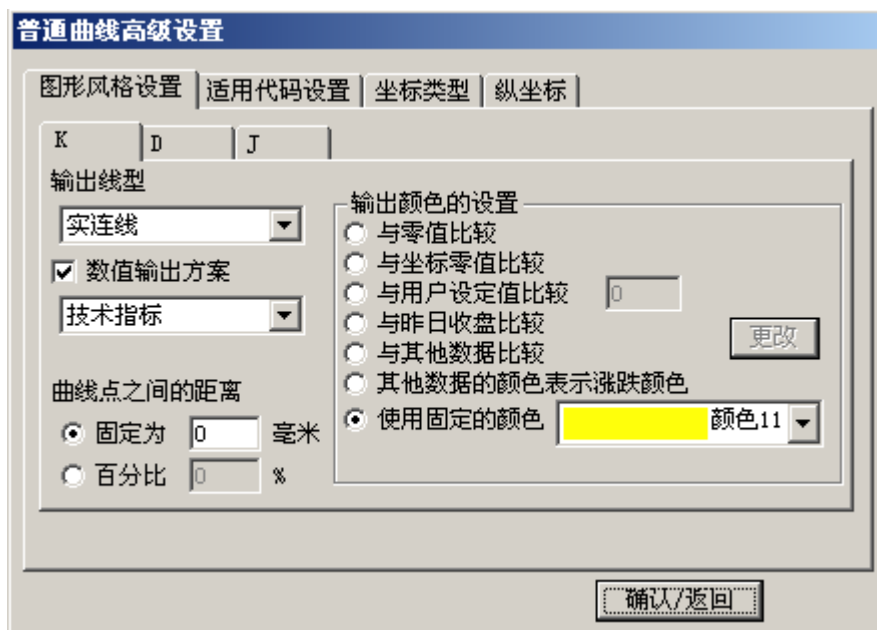 普通曲线高级设置
图形风格设置 适用代码设置 坐标类型 纵坐标
K D J
输出线型
实连线
数值输出方案
技术指标
曲线点之间的距离
固定为 0 毫米
百分比 0 %
输出颜色的设置
与零值比较
与坐标零值比较
与用户设定值比较 0
与昨日收盘比较
与其他数据比较
更改
其他数据的颜色表示涨跌颜色
使用固定的颜色 颜色11
确认/返回